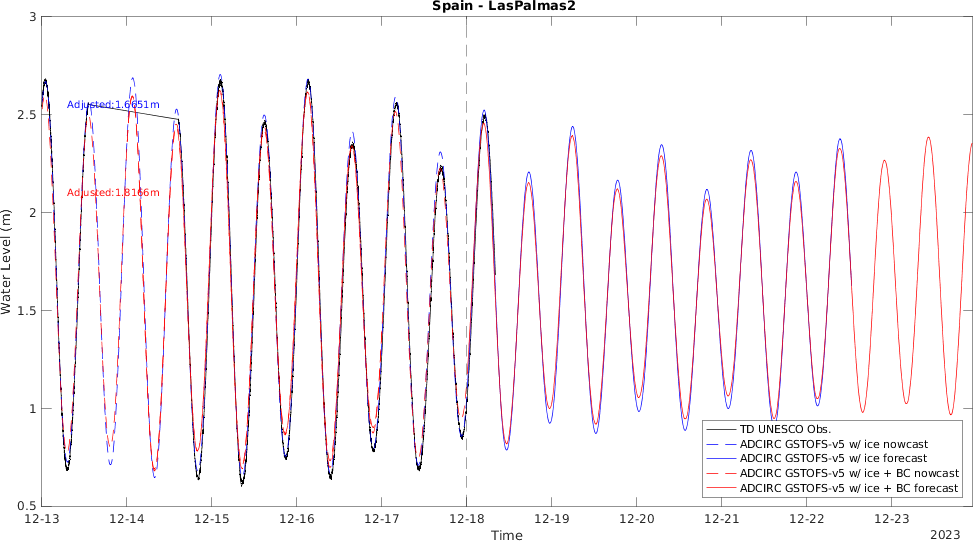 Spain - LasPalmas2
3
2.5
2
1.5
1
0.5
Water Level (m)
Adjusted:1.6651m
Adjusted:1.8166m
TD UNESCO Obs.
ADCIRC GSTOFS-v5 w/ ice nowcast
ADCIRC GSTOFS-v5 w/ ice forecast
ADCIRC GSTOFS-v5 w/ ice + BC nowcast
ADCIRC GSTOFS-v5 w/ ice + BC forecast
12-13 12-14 12-15 12-16 12-17 12-18 12-19 12-20 12-21 12-22 12-23
Time
2023